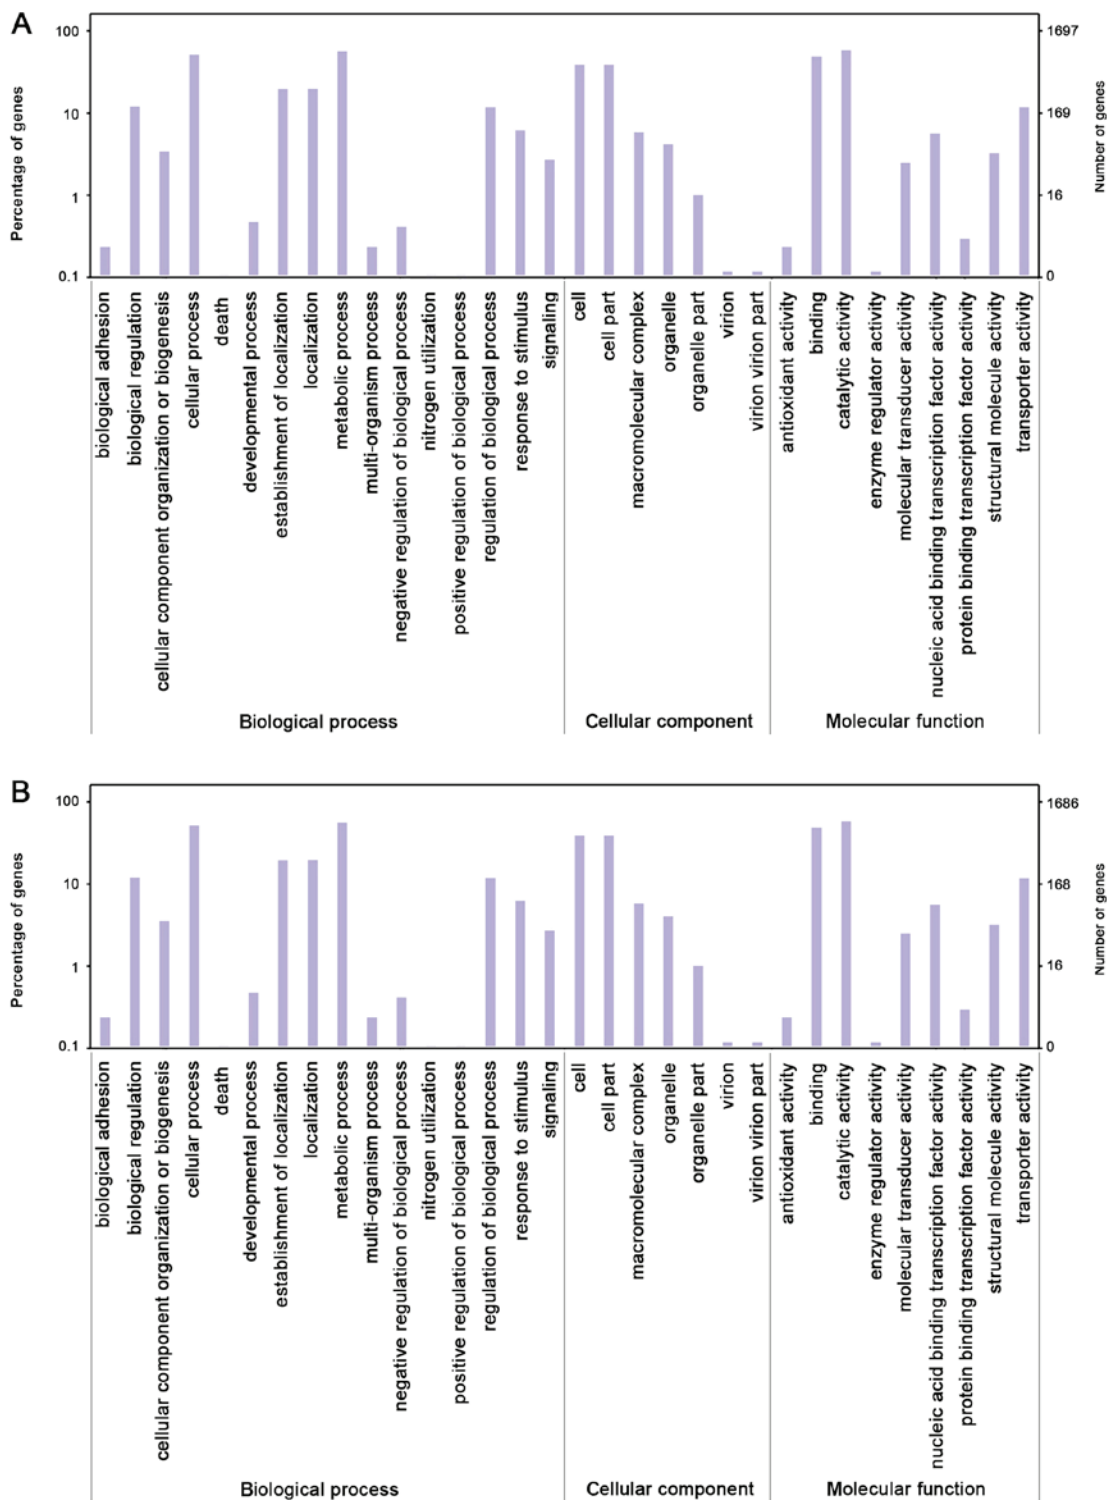 A
Percentage of genes
100
10
1
0.1
1697
169
16
0
Number of genes
biological adhesion
biological regulation
cellular component organization or biogenesis
cellular process
death
developmental process
establishment of localization
localization
metabolic process
multi-organism process
negative regulation of biological process
nitrogen utilization
positive regulation of biological process
regulation of biological process
response to stimulus
signaling
cell
cell part
macromolecular complex
organelle
organelle part
virion
virion virion part
antioxidant activity
binding
catalytic activity
enzyme regulator activity
molecular transducer activity
nucleic acid binding transcription factor activity
protein binding transcription factor activity
structural molecule activity
transporter activity
Biological process
Cellular component
Molecular function
B
Percentage of genes
100
10
1
0.1
1686
168
16
0
Number of genes
biological adhesion
biological regulation
cellular component organization or biogenesis
cellular process
death
developmental process
establishment of localization
localization
metabolic process
multi-organism process
negative regulation of biological process
nitrogen utilization
positive regulation of biological process
regulation of biological process
response to stimulus
signaling
cell
cell part
macromolecular complex
organelle
organelle part
virion
virion virion part
antioxidant activity
binding
catalytic activity
enzyme regulator activity
molecular transducer activity
nucleic acid binding transcription factor activity
protein binding transcription factor activity
structural molecule activity
transporter activity
Biological process
Cellular component
Molecular function